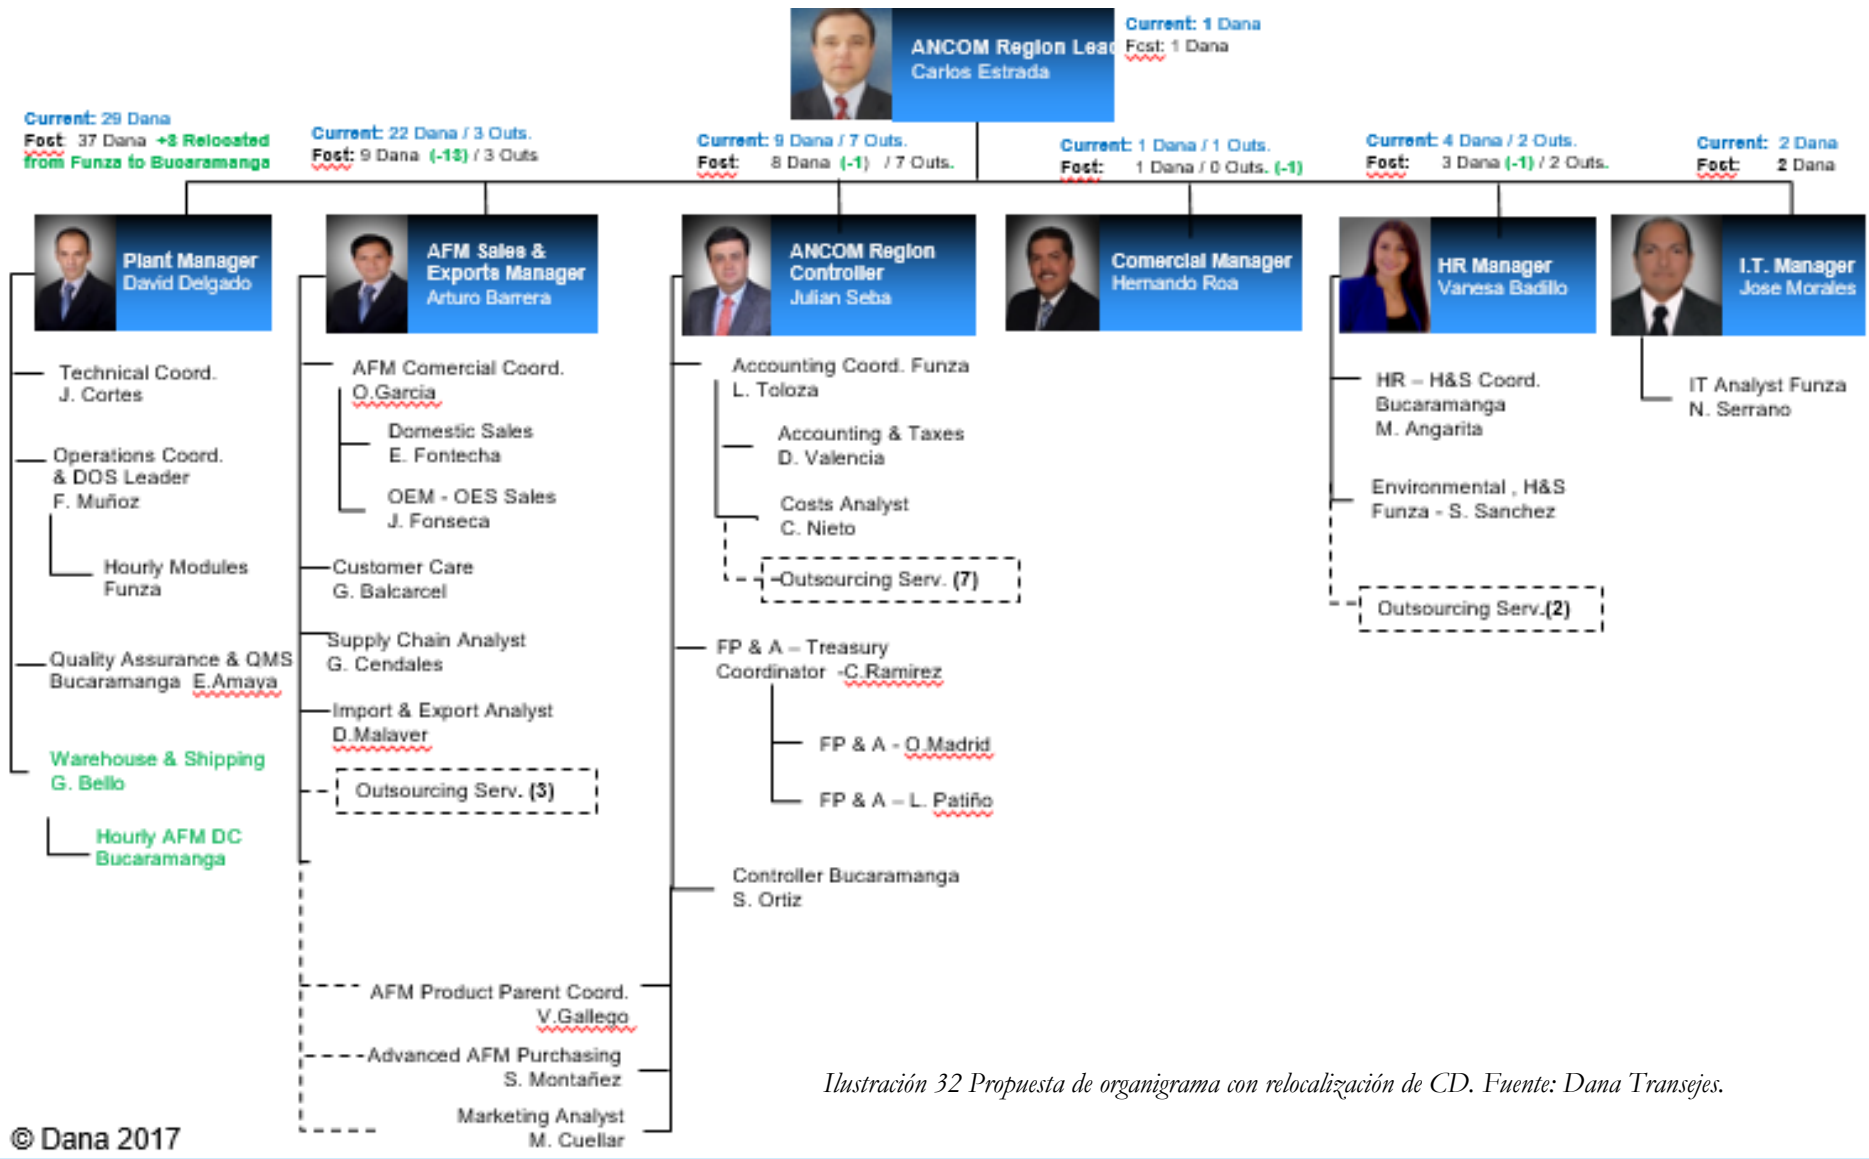 ANCOM Region Lead
Carlos Estrada
Current: 1 Dana
Fcst: 1 Dana
Current: 29 Dana
Fcst: 37 Dana +8 Relocated
from Funza to Bucaramanga
Current: 22 Dana / 3 Outs.
Fcst: 9 Dana (-13) / 3 Outs
Current: 9 Dana / 7 Outs.
Fcst: 8 Dana (-1) / 7 Outs.
Current: 1 Dana / 1 Outs.
Fcst: 1 Dana / 0 Outs. (-1)
Current: 4 Dana / 2 Outs.
Fcst: 3 Dana (-1) / 2 Outs.
Current: 2 Dana
Fcst: 2 Dana
Plant Manager
David Delgado
Technical Coord.
J. Cortes
Operations Coord.
& DOS Leader
F. Muñoz
Hourly Modules
Funza
Quality Assurance & QMS
Bucaramanga E.Amaya
Warehouse & Shipping
G. Bello
Hourly AFM DC
Bucaramanga
AFM Sales &
Exports Manager
Arturo Barrera
AFM Comercial Coord.
O.Garcia
Domestic Sales
E. Fontecha
OEM - OES Sales
J. Fonseca
Customer Care
G. Balcarcel
Supply Chain Analyst
G. Cendales
Import & Export Analyst
D.Malaver
Outsourcing Serv. (3)
AFM Product Parent Coord.
V.Gallego
Advanced AFM Purchasing
S. Montañez
Marketing Analyst
M. Cuellar
ANCOM Region
Controller
Julian Seba
Accounting Coord. Funza
L. Toloza
Accounting & Taxes
D. Valencia
Costs Analyst
C. Nieto
Outsourcing Serv. (7)
FP & A – Treasury
Coordinator -C.Ramirez
FP & A - O.Madrid
FP & A – L. Patiño
Controller Bucaramanga
S. Ortiz
Comercial Manager
Hernando Roa
HR Manager
Vanesa Badillo
HR – H&S Coord.
Bucaramanga
M. Angarita
Environmental , H&S
Funza - S. Sanchez
Outsourcing Serv.(2)
I.T. Manager
Jose Morales
IT Analyst Funza
N. Serrano
Ilustración 32 Propuesta de organigrama con relocalización de CD. Fuente: Dana Transejes.
© Dana 2017